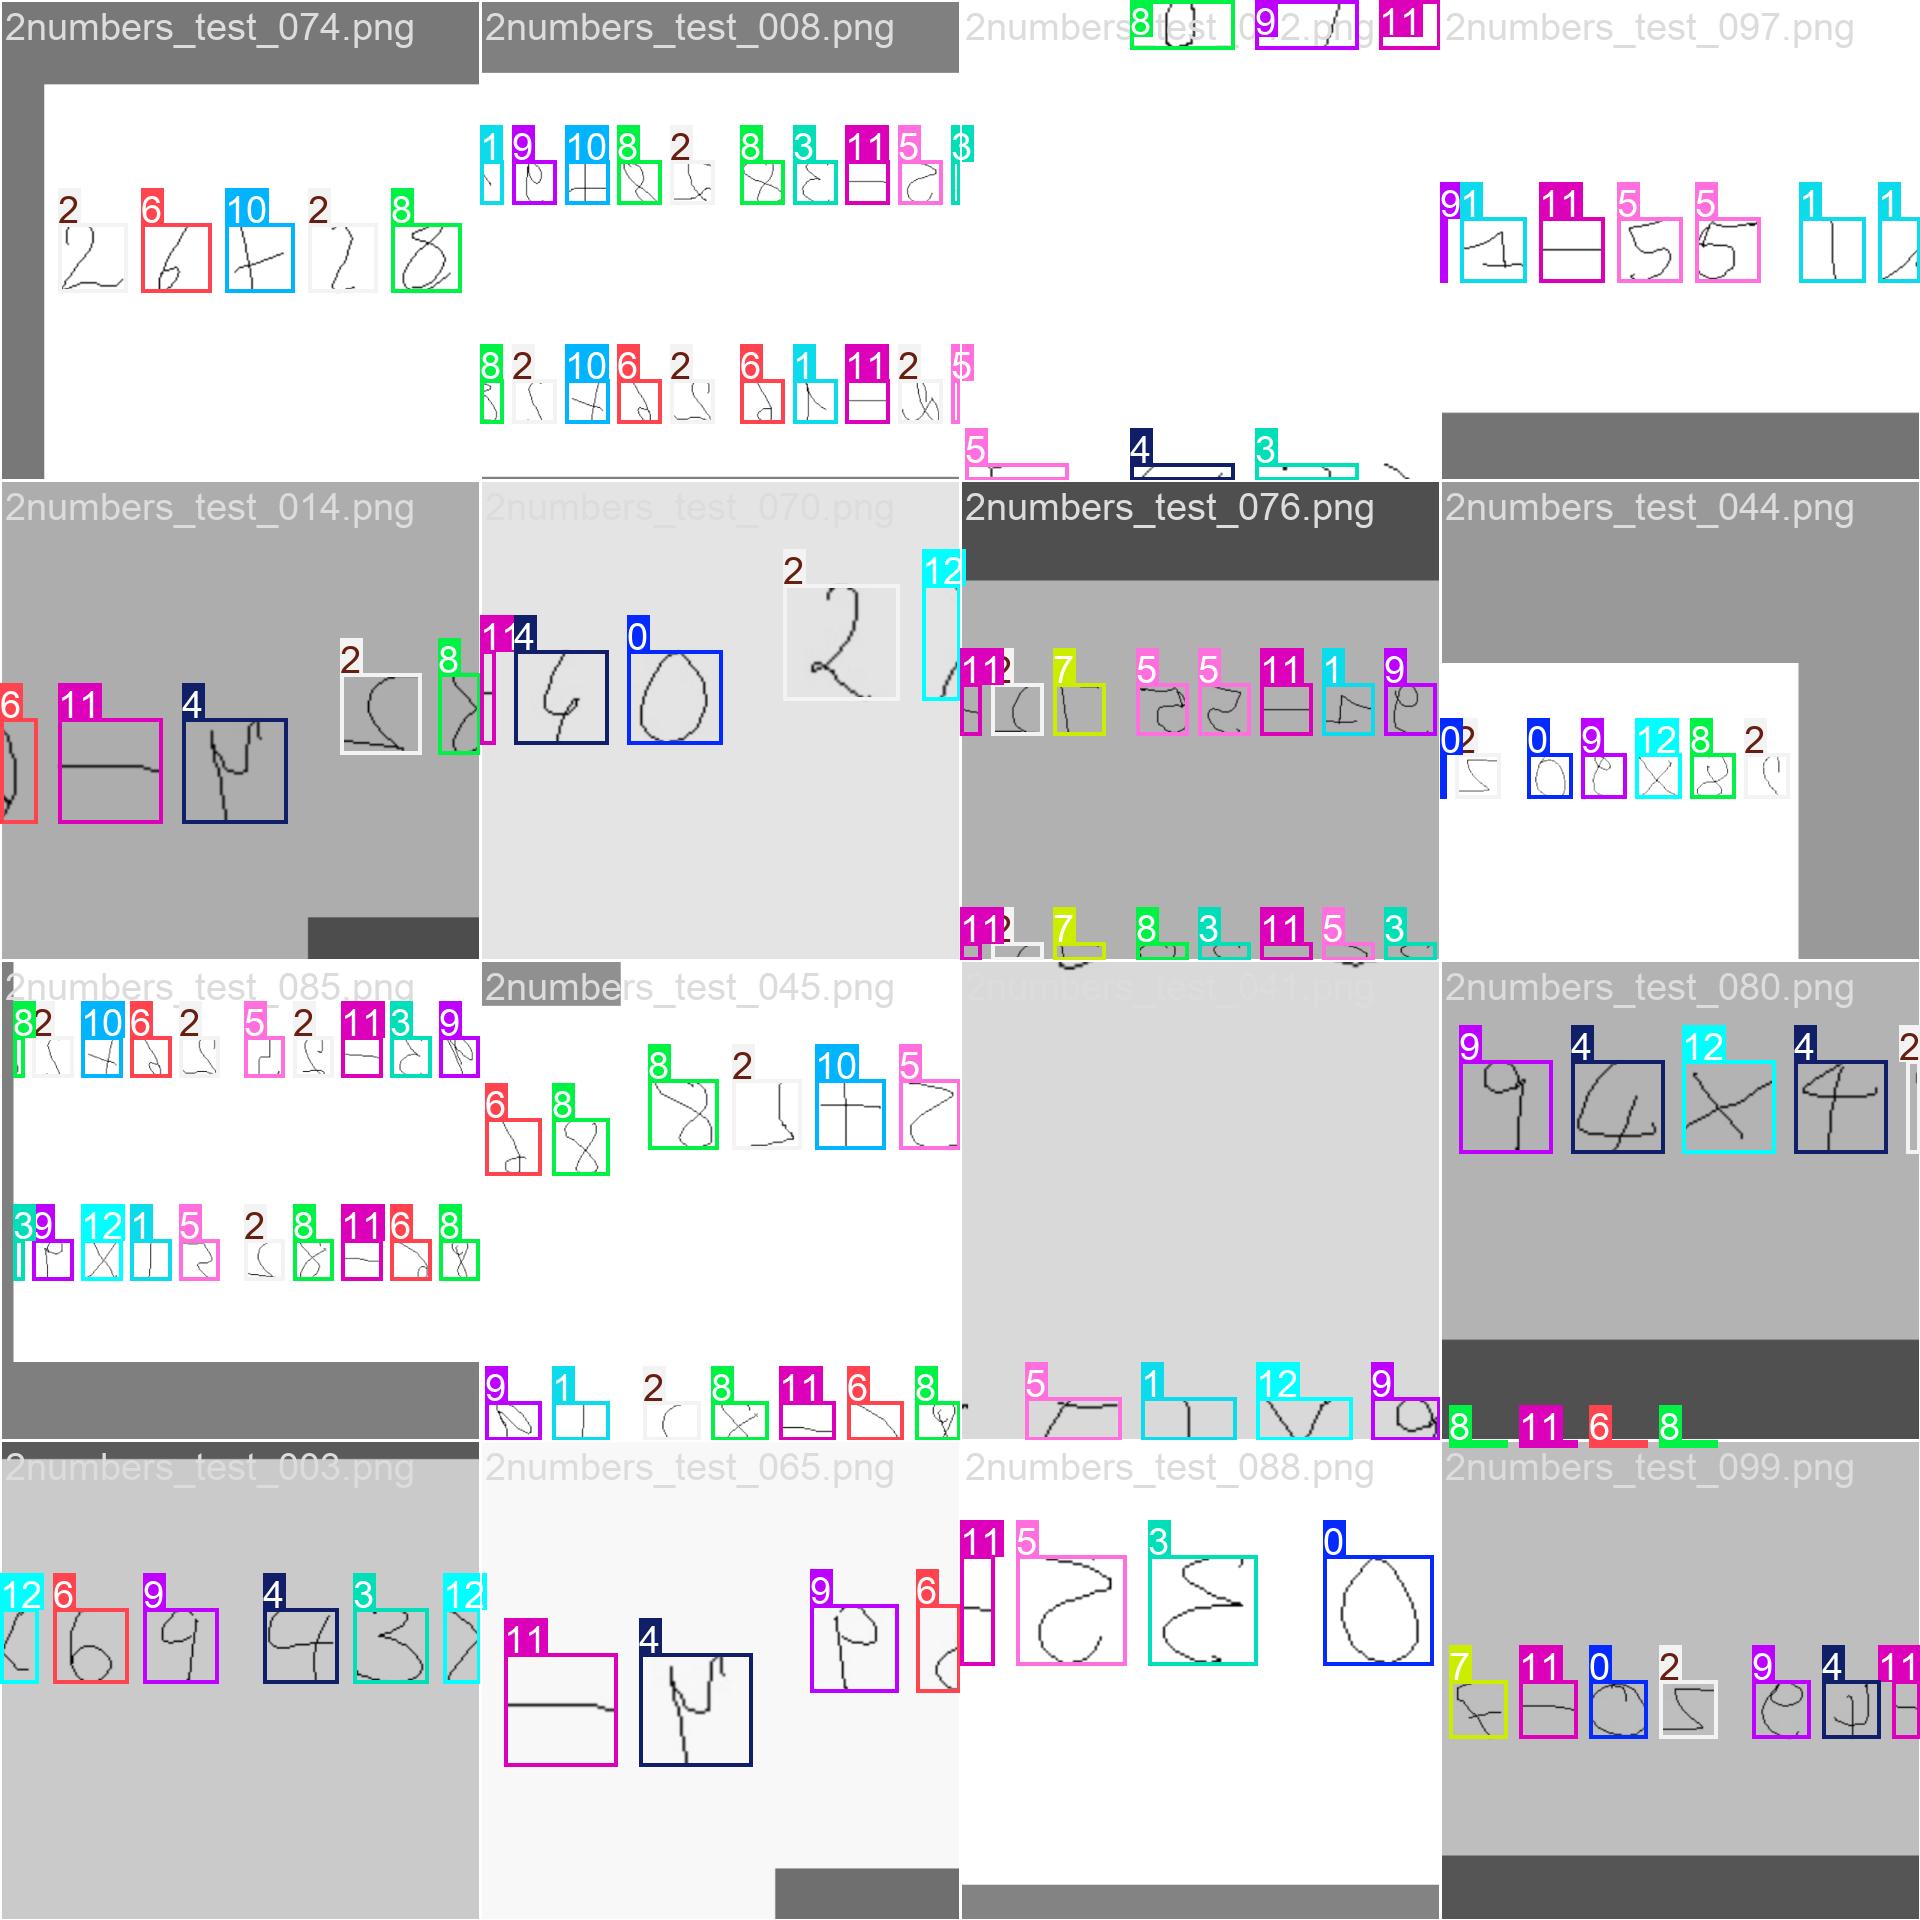 2numbers_test_074.png
2 6 10 2 8
2numbers_test_008.png
1 9 10 8 2 8 3 11 5 3
8 2 10 6 2 6 1 11 2 5
8 9 11
5 4 3
2numbers_test_097.png
9 1 11 5 5 1 1
2numbers_test_014.png
6 11 4 2 8
2numbers_test_070.png
11 4 0 2 12
2numbers_test_076.png
11 2 7 5 5 11 1 9
11 2 7 8 3 11 5 3
2numbers_test_044.png
0 2 0 9 12 8 2
2numbers_test_085.png
8 2 10 6 2 5 2 11 3 9
3 9 12 1 5 2 8 11 6 8
2numbers_test_045.png
6 8 8 2 10 5
9 1 2 8 11 6 8
2numbers_test_041.png
5 1 12 9
2numbers_test_080.png
9 4 12 4 2
2numbers_test_003.png
12 6 9 4 3 12
2numbers_test_065.png
11 4 9 6
2numbers_test_088.png
11 5 3 0
8 11 6 8
2numbers_test_099.png
7 11 0 2 9 4 11